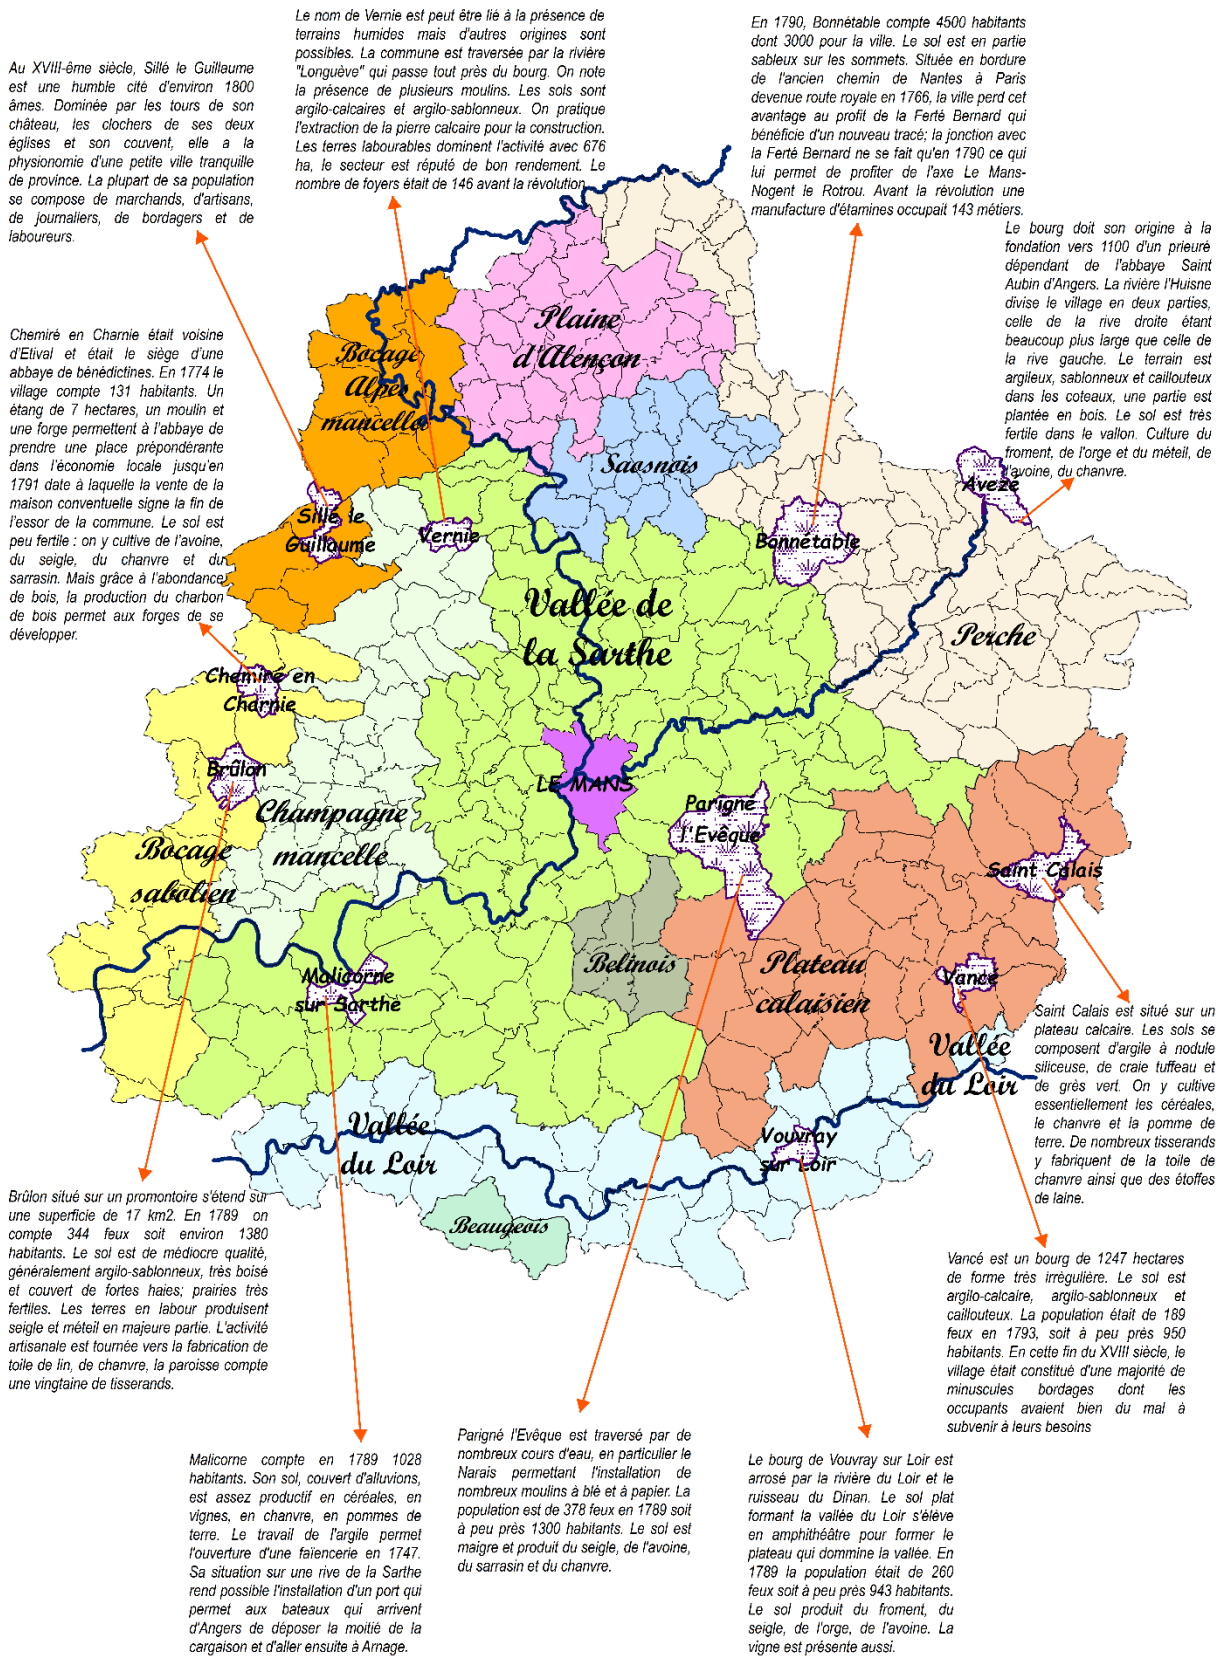 Le nom de Vernie est peut être lié à la présence de
terrains humides mais d'autres origines sont
possibles. La commune est traversée par la rivière
"Longuève" qui passe tout près du bourg. On note
la présence de plusieurs moulins. Les sols sont
argilo-calcaires et argilo-sablonneux. On pratique
l'extraction de la pierre calcaire pour la construction.
Les terres labourables dominent l'activité avec 676
ha, le secteur est réputé de bon rendement. Le
nombre de foyers était de 146 avant la révolution.
En 1790, Bonnétable compte 4500 habitants
dont 3000 pour la ville. Le sol est en partie
sableux sur les sommets. Située en bordure
de l'ancien chemin de Nantes à Paris
devenue route royale en 1766, la ville perd cet
avantage au profit de la Ferté Bernard qui
bénéficie d'un nouveau tracé; la jonction avec
la Ferté Bernard ne se fait qu'en 1790 ce qui
lui permet de profiter de l'axe Le Mans-
Nogent le Rotrou. Avant la révolution une
manufacture d'étamines occupait 143 métiers.
Au XVIII-ême siècle, Sillé le Guillaume
est une humble cité d'environ 1800
âmes. Dominée par les tours de son
château, les clochers de ses deux
églises et son couvent, elle a la
physionomie d'une petite ville tranquille
de province. La plupart de sa population
se compose de marchands, d'artisans,
de journaliers, de bordagers et de
laboureurs.
Le bourg doit son origine à la
fondation vers 1100 d'un prieuré
dépendant de l'abbaye Saint
Aubin d'Angers. La rivière l'Huisne
divise le village en deux parties,
celle de la rive droite étant
beaucoup plus large que celle de
la rive gauche. Le terrain est
argileux, sablonneux et caillouteux
dans les coteaux, une partie est
plantée en bois. Le sol est très
fertile dans le vallon. Culture du
froment, de l'orge et du méteil, de
l'avoine, du chanvre.
Chemiré en Charnie était voisine
d'Etival et était le siège d'une
abbaye de bénédictînes. En 1774 le
village compte 131 habitants. Un
étang de 7 hectares, un moulin et
une forge permettent à l'abbaye de
prendre une place prépondérante
dans l'économie locale jusqu'en
1791 date à laquelle la vente de la
maison conventuelle signe la fin de
l'essor de la commune. Le sol est
peu fertile : on y cultive de l'avoine,
du seigle, du chanvre et du
sarrasin. Mais grâce à l'abondance
de bois, la production du charbon
de bois permet aux forges de se
développer.
Plaine
d'Alençon
Bocage
Alpes
mancelles
Saosnois
Avezé
Sillé le
Guillaume
Vernie
Bonnétable
Vallée de
la Sarthe
Perche
Chemiré en
Charnie
Brûlon
LE MANS
Champagne
mancelle
Parigné
l'Evêque
Bocage
sabolien
Saint Calais
Belinois
Plateau
calaisien
Vancé
Malicorne
sur Sarthe
Vallée
du Loir
Vallée
du Loir
Vouvray
sur Loir
Beaugeois
Saint Calais est situé sur un
plateau calcaire. Les sols se
composent d'argile à nodule
siliceuse, de craie tuffeau et
de grès vert. On y cultive
essentiellement les céréales,
le chanvre et la pomme de
terre. De nombreux tisserands
y fabriquent de la toile de
chanvre ainsi que des étoffes
de laine.
Brûlon situé sur un promontoire s'étend sur
une superficie de 17 km2. En 1789 on
compte 344 feux soit environ 1380
habitants. Le sol est de médiocre qualité,
généralement argilo-sablonneux, très boisé
et couvert de fortes haies; prairies très
fertiles. Les terres en labour produisent
seigle et méteil en majeure partie. L'activité
artisanale est tournée vers la fabrication de
toile de lin, de chanvre, la paroisse compte
une vingtaine de tisserands.
Vancé est un bourg de 1247 hectares
de forme très irrégulière. Le sol est
argilo-calcaire, argilo-sablonneux et
caillouteux. La population était de 189
feux en 1793, soit à peu près 950
habitants. En cette fin du XVIII siècle, le
village était constitué d'une majorité de
minuscules bordages dont les
occupants avaient bien du mal à
subvenir à leurs besoins
Malicorne compte en 1789 1028
habitants. Son sol, couvert d'alluvions,
est assez productif en céréales, en
vignes, en chanvre, en pommes de
terre. Le travail de l'argile permet
l'ouverture d'une faïencerie en 1747.
Sa situation sur une rive de la Sarthe
rend possible l'installation d'un port qui
permet aux bateaux qui arrivent
d'Angers de déposer la moitié de la
cargaison et d'aller ensuite à Arnage.
Parigné l'Evêque est traversé par de
nombreux cours d'eau, en particulier le
Narais permettant l'installation de
nombreux moulins à blé et à papier. La
population est de 378 feux en 1789 soit
à peu près 1300 habitants. Le sol est
maigre et produit du seigle, de l'avoine,
du sarrasin et du chanvre.
Le bourg de Vouvray sur Loir est
arrosé par la rivière du Loir et le
ruisseau du Dinan. Le sol plat
formant la vallée du Loir s'élève
en amphithéâtre pour former le
plateau qui dommine la vallée. En
1789 la population était de 260
feux soit à peu près 943 habitants.
Le sol produit du froment, du
seigle, de l'orge, de l'avoine. La
vigne est présente aussi.